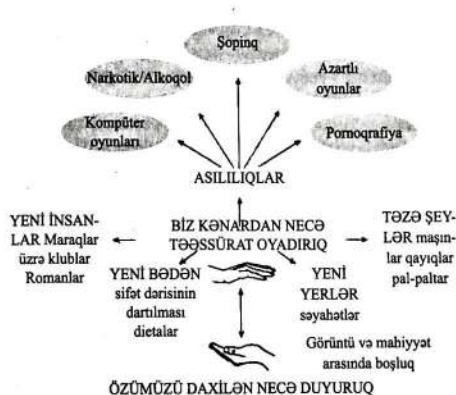 Şopinq
Narkotik/Alkoqol
Azartlı
oyunlar
Kompüter
oyunları
Pornoqrafiya
ASILILIQLAR
YENİ İNSAN-
LAR Maraqlar
üzrə klublar
Romanlar
BİZ KƏNARDAN NECƏ
TƏƏSSÜRAT OYADIRIQ
TƏZƏ ŞEY-
LƏR maşın-
lar qayıqlar
pal-paltar
YENİ BƏDƏN
sifət dərisinin
dartılması
dietalar
YENİ
YERLƏR
səyahətlər
Görüntü və mahiyyət
arasında boşluq
ÖZÜMÜZÜ DAXİLƏN NECƏ DUYURUQ